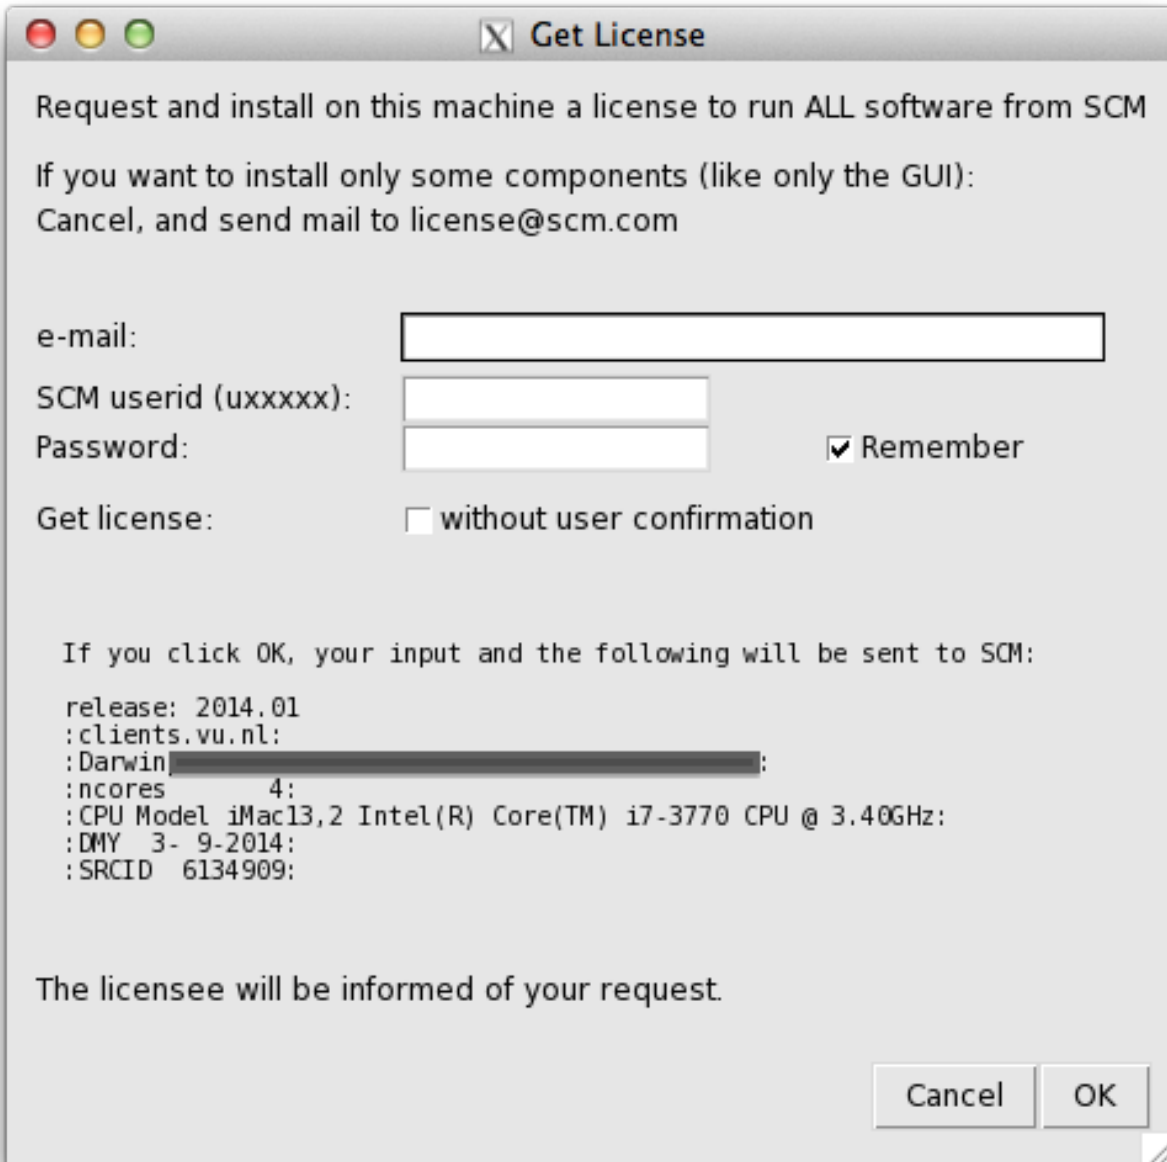 Get License
Request and install on this machine a license to run ALL software from SCM
If you want to install only some components (like only the GUI):
Cancel, and send mail to license@scm.com
e-mail:
SCM userid (uxxxxx):
Password:
Remember
Get license:
without user confirmation
If you click OK, your input and the following will be sent to SCM:
release: 2014.01
:clients.vu.nl:
:Darwin :
:ncores 4:
:CPU Model iMac13,2 Intel(R) Core(TM) i7-3770 CPU @ 3.40GHz:
:DMY 3- 9-2014:
:SRCID 6134909:
The licensee will be informed of your request.
Cancel
OK